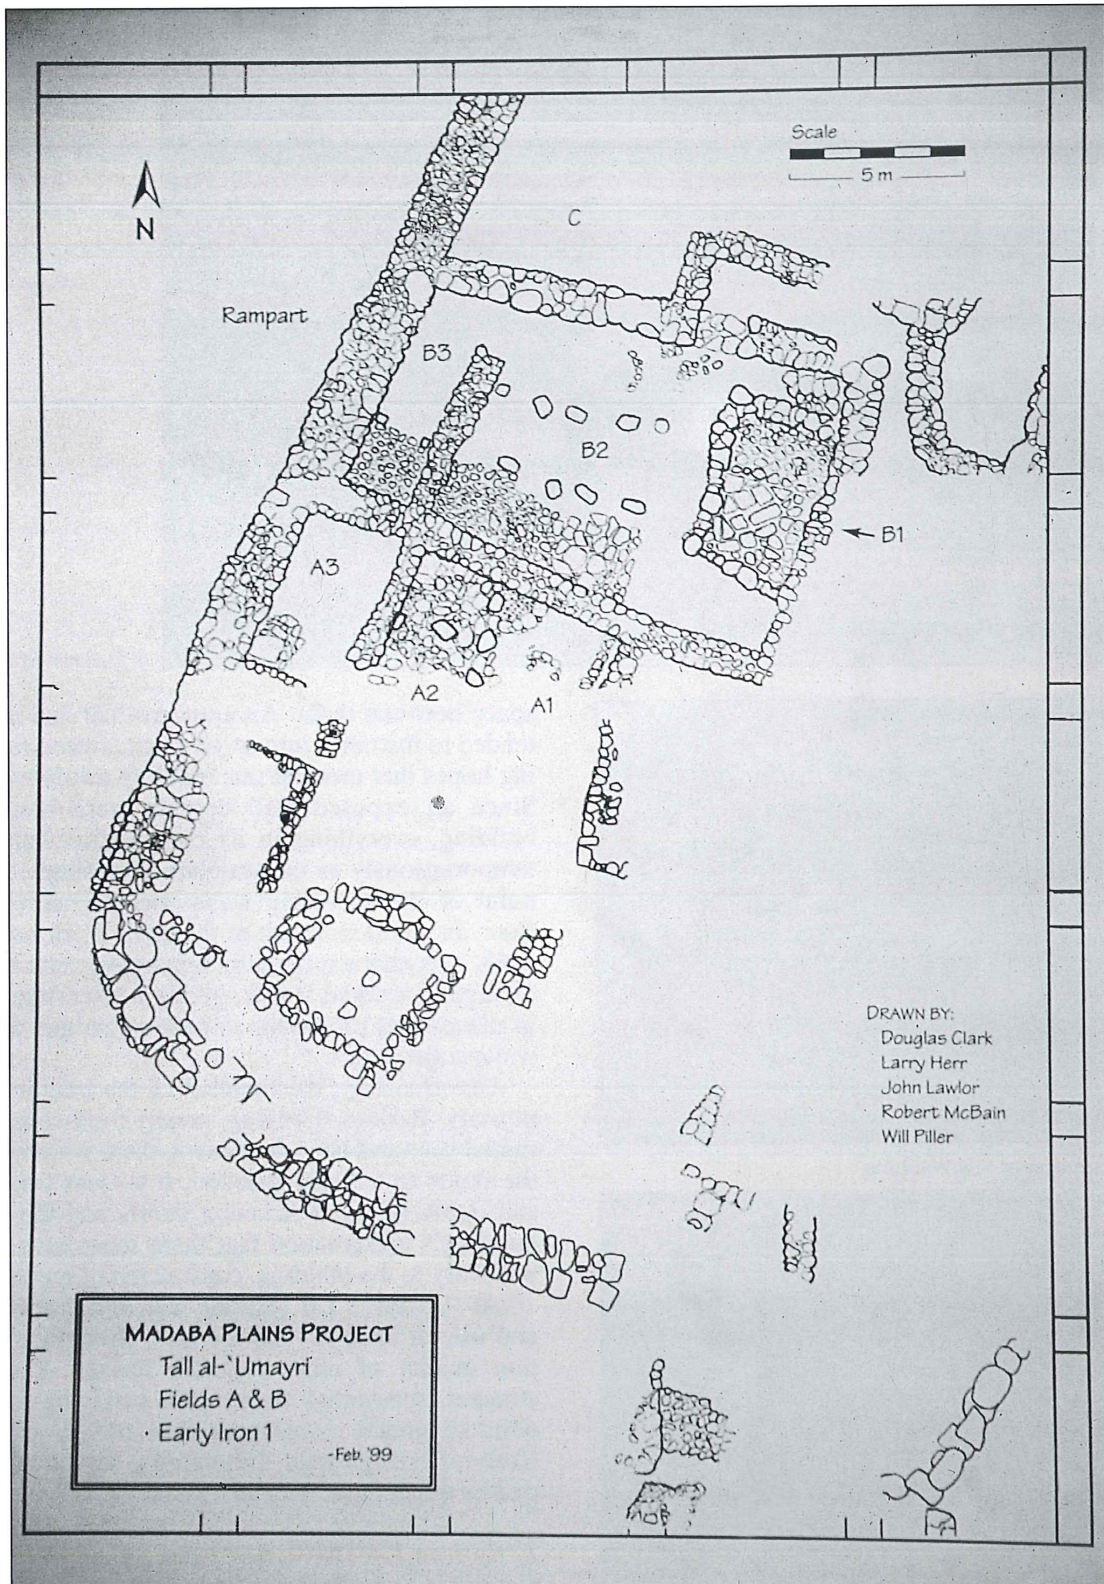 Scale
5 m
N
C
Rampart
B3
B2
B1
A3
A2
A1
DRAWN BY:
Douglas Clark
Larry Herr
John Lawlor
Robert McBain
Will Piller
MADABA PLAINS PROJECT
Tall al-`Umayri
Fields A & B
Early Iron 1
-Feb, '99